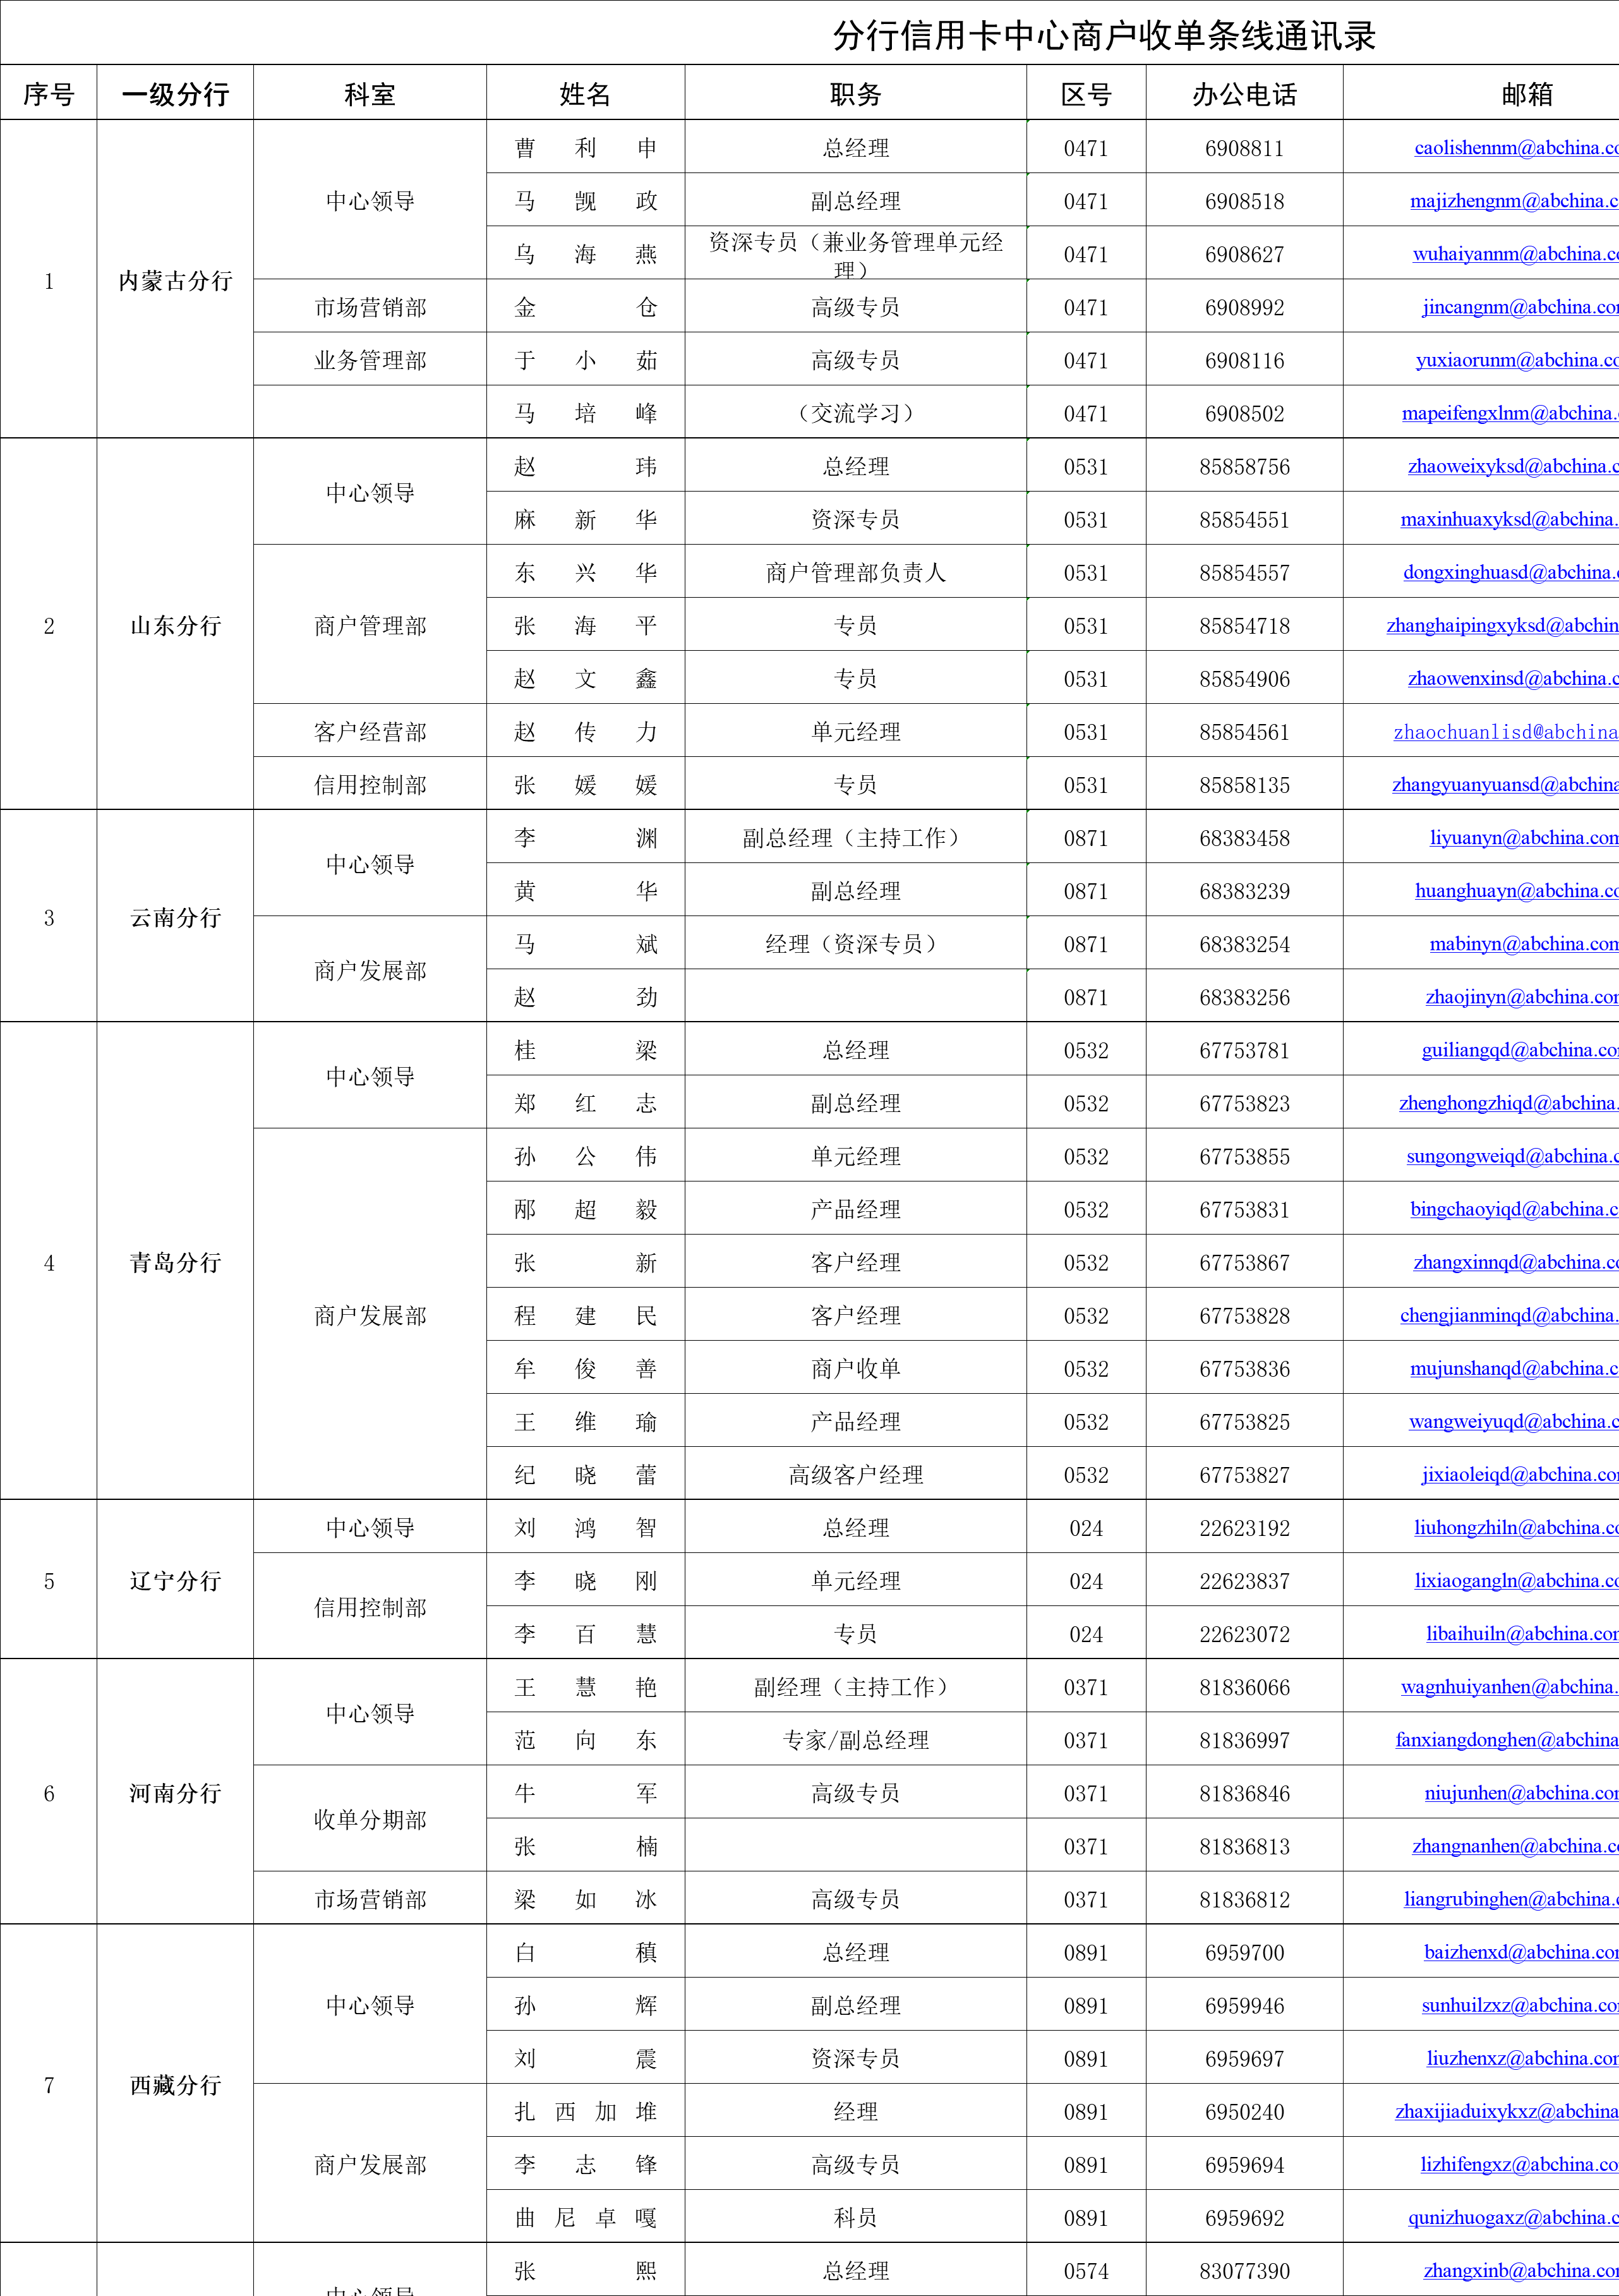 分行信用卡中心商户收单条线通讯录
序号 一级分行 科室 姓名 职务 区号 办公电话 邮箱
1 内蒙古分行 中心领导 曹利申 总经理 0471 6908811 caolishennm@abchina.co
马觊政 副总经理 0471 6908518 majizhengnm@abchina.c
乌海燕 资深专员（兼业务管理单元经理） 0471 6908627 wuhaiyannm@abchina.co
市场营销部 金仓 高级专员 0471 6908992 jincangnm@abchina.com
业务管理部 于小茹 高级专员 0471 6908116 yuxiaorunm@abchina.co
马培峰 （交流学习） 0471 6908502 mapeifengxlnm@abchina.
2 山东分行 中心领导 赵玮 总经理 0531 85858756 zhaoweixyksd@abchina.c
麻新华 资深专员 0531 85854551 maxinhuaxyksd@abchina.
商户管理部 东兴华 商户管理部负责人 0531 85854557 dongxinghuasd@abchina.
张海平 专员 0531 85854718 zhanghaipingxyksd@abchin
赵文鑫 专员 0531 85854906 zhaowenxinsd@abchina.c
客户经营部 赵传力 单元经理 0531 85854561 zhaochuanlisd@abchina
信用控制部 张媛媛 专员 0531 85858135 zhangyuanyuansd@abchina
3 云南分行 中心领导 李渊 副总经理（主持工作） 0871 68383458 liyuanyn@abchina.com
黄华 副总经理 0871 68383239 huanghuayn@abchina.co
商户发展部 马斌 经理（资深专员） 0871 68383254 mabinyn@abchina.com
赵劲 0871 68383256 zhaojinyn@abchina.com
4 青岛分行 中心领导 桂梁 总经理 0532 67753781 guiliangqd@abchina.co
郑红志 副总经理 0532 67753823 zhenghongzhiqd@abchina.
商户发展部 孙公伟 单元经理 0532 67753855 sungongweiqd@abchina.c
邴超毅 产品经理 0532 67753831 bingchaoyiqd@abchina.c
张新 客户经理 0532 67753867 zhangxinnqd@abchina.co
程建民 客户经理 0532 67753828 chengjianminqd@abchina.
牟俊善 商户收单 0532 67753836 mujunshanqd@abchina.c
王维瑜 产品经理 0532 67753825 wangweiyuqd@abchina.c
纪晓蕾 高级客户经理 0532 67753827 jixiaoleiqd@abchina.com
5 辽宁分行 中心领导 刘鸿智 总经理 024 22623192 liuhongzhiln@abchina.co
信用控制部 李晓刚 单元经理 024 22623837 lixiaogangln@abchina.co
李百慧 专员 024 22623072 libaihuiln@abchina.com
6 河南分行 中心领导 王慧艳 副经理（主持工作） 0371 81836066 wagnhuiyanhen@abchina.
范向东 专家/副总经理 0371 81836997 fanxiangdonghen@abchina
收单分期部 牛军 高级专员 0371 81836846 niujunhen@abchina.com
张楠 0371 81836813 zhangnanhen@abchina.co
市场营销部 梁如冰 高级专员 0371 81836812 liangrubinghen@abchina.c
7 西藏分行 中心领导 白稹 总经理 0891 6959700 baizhenxd@abchina.com
孙辉 副总经理 0891 6959946 sunhuilzxz@abchina.com
刘震 资深专员 0891 6959697 liuzhenxz@abchina.com
商户发展部 扎西加堆 经理 0891 6950240 zhaxijiaduixykxz@abchina
李志锋 高级专员 0891 6959694 lizhifengxz@abchina.co
曲尼卓嘎 科员 0891 6959692 qunizhuogaxz@abchina.c
中心领导 张熙 总经理 0574 83077390 zhangxinb@abchina.com